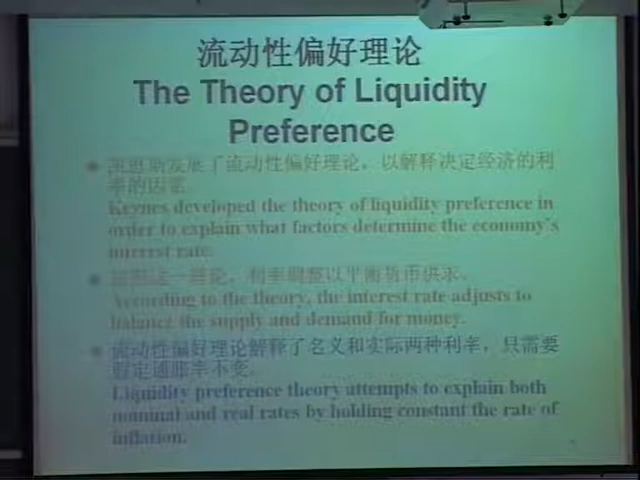 流动性偏好理论
The Theory of Liquidity
Preference
凯恩斯发展了流动性偏好理论，以解释决定经济的利
率的因素
Keynes developed the theory of liquidity preference in
order to explain what factors determine the economy's
interest rate.
按照这一理论，利率调整以平衡货币供求。
According to the theory, the interest rate adjusts to
balance the supply and demand for money.
流动性偏好理论解释了名义和实际两种利率，只需要
假定通胀率不变。
Liquidity preference theory attempts to explain both
nominal and real rates by holding constant the rate of
inflation.